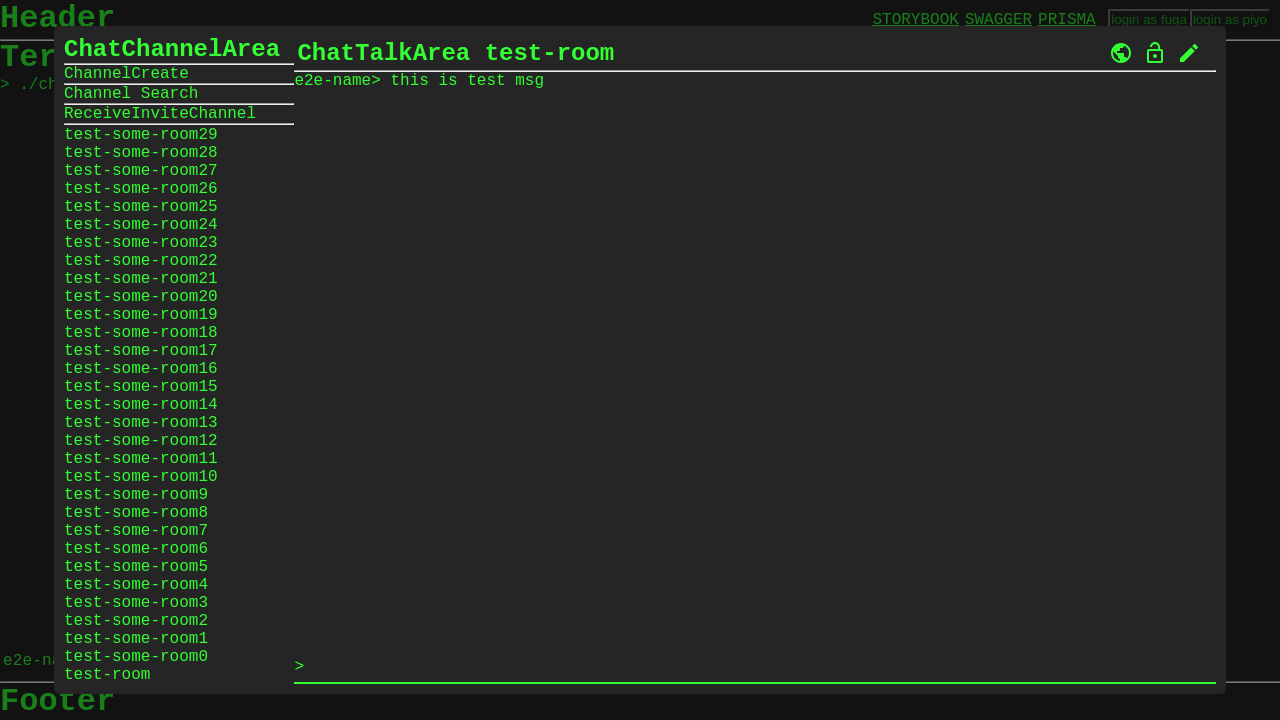 Header
STORYBOOK SWAGGER PRISMA login as fuga login as piyo
> ./ch
ChatChannelArea
ChannelCreate
Channel Search
ReceiveInviteChannel
test-some-room29
test-some-room28
test-some-room27
test-some-room26
test-some-room25
test-some-room24
test-some-room23
test-some-room22
test-some-room21
test-some-room20
test-some-room19
test-some-room18
test-some-room17
test-some-room16
test-some-room15
test-some-room14
test-some-room13
test-some-room12
test-some-room11
test-some-room10
test-some-room9
test-some-room8
test-some-room7
test-some-room6
test-some-room5
test-some-room4
test-some-room3
test-some-room2
test-some-room1
test-some-room0
test-room
ChatTalkArea test-room
e2e-name> this is test msg
>
Footer